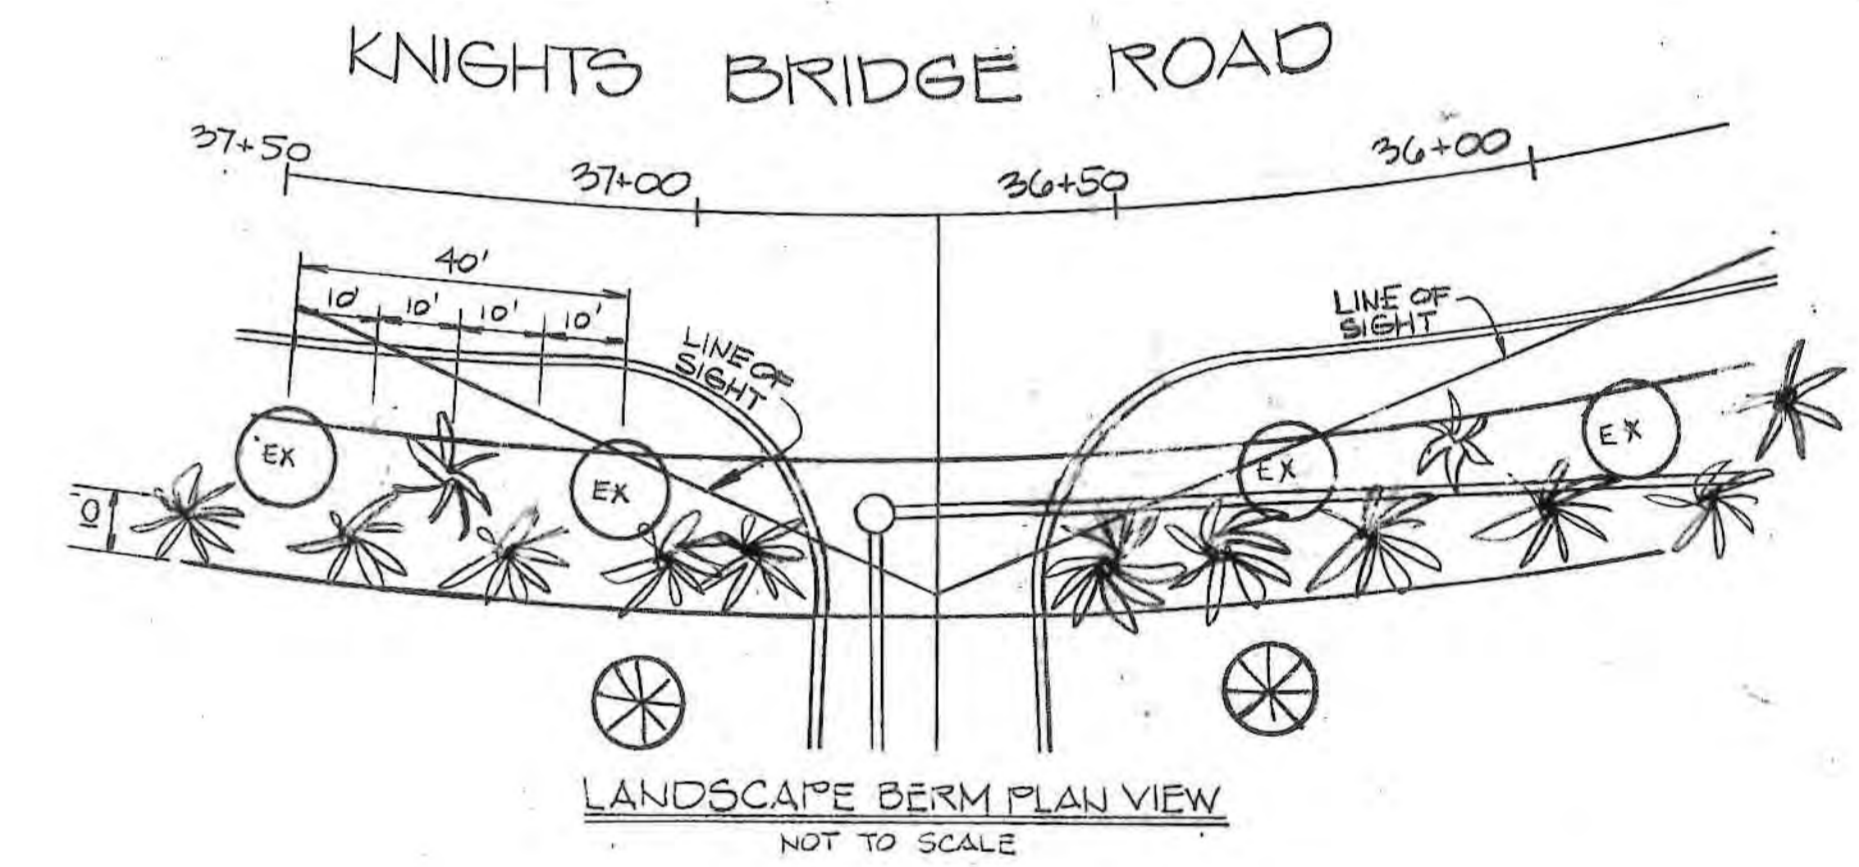 KNIGHTS BRIDGE ROAD
37+50
37+00
36+50
36+00
40'
10'
10'
10'
10'
LINE OF
SIGHT
LINE OF
SIGHT
EX
EX
EX
EX
LANDSCAPE BERM PLAN VIEW
NOT TO SCALE